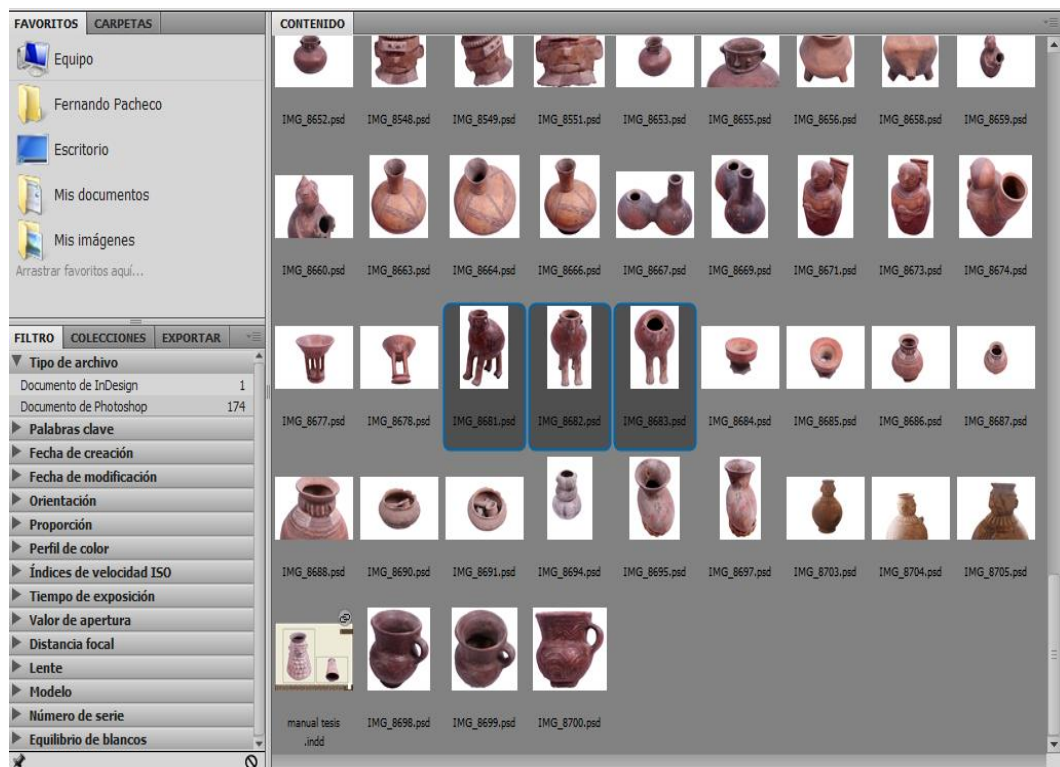 FAVORITOS CARPETAS
Equipo
Fernando Pacheco
Escritorio
Mis documentos
Mis imágenes
Arrastrar favoritos aquí...
FILTRO COLECCIONES EXPORTAR
Tipo de archivo
Documento de InDesign 1
Documento de Photoshop 174
Palabras clave
Fecha de creación
Fecha de modificación
Orientación
Proporción
Perfil de color
Índices de velocidad ISO
Tiempo de exposición
Valor de apertura
Distancia focal
Lente
Modelo
Número de serie
Equilibrio de blancos
CONTENIDO
IMG_8652.psd IMG_8548.psd IMG_8549.psd IMG_8551.psd IMG_8653.psd IMG_8655.psd IMG_8656.psd IMG_8658.psd IMG_8659.psd
IMG_8660.psd IMG_8663.psd IMG_8664.psd IMG_8666.psd IMG_8667.psd IMG_8669.psd IMG_8671.psd IMG_8673.psd IMG_8674.psd
IMG_8677.psd IMG_8678.psd IMG_8681.psd IMG_8682.psd IMG_8683.psd IMG_8684.psd IMG_8685.psd IMG_8686.psd IMG_8687.psd
IMG_8688.psd IMG_8690.psd IMG_8691.psd IMG_8694.psd IMG_8695.psd IMG_8697.psd IMG_8703.psd IMG_8704.psd IMG_8705.psd
manual tesis IMG_8698.psd IMG_8699.psd IMG_8700.psd
.indd